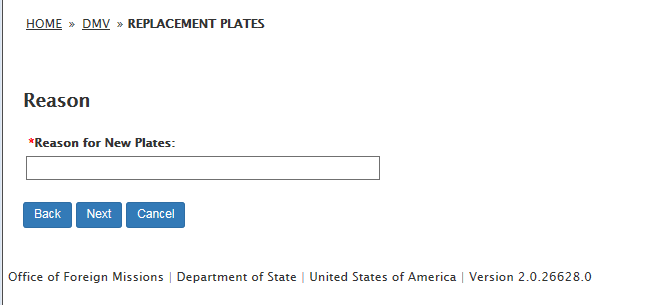 HOME » DMV » REPLACEMENT PLATES
Reason
*Reason for New Plates:
Back Next Cancel
Office of Foreign Missions | Department of State | United States of America | Version 2.0.26628.0